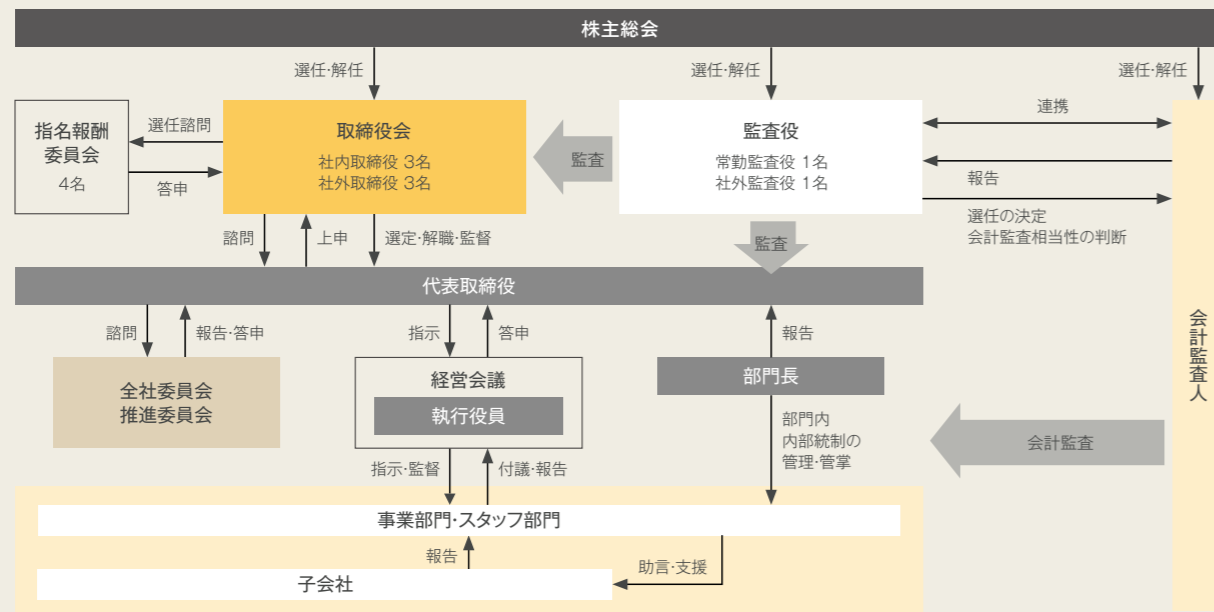 株主総会
選任・解任
選任・解任
選任・解任
指名報酬
委員会
4名
選任諮問
答申
取締役会
社内取締役 3名
社外取締役 3名
監査
監査役
常勤監査役 1名
社外監査役 1名
連携
報告
選任の決定
会計監査相当性の判断
諮問
上申
選定・解職・監督
監査
代表取締役
諮問
報告・答申
指示
答申
報告
全社委員会
推進委員会
経営会議
執行役員
部門長
会計監査人
部門内
内部統制の
管理・管掌
会計監査
指示・監督
付議・報告
事業部門・スタッフ部門
報告
助言・支援
子会社